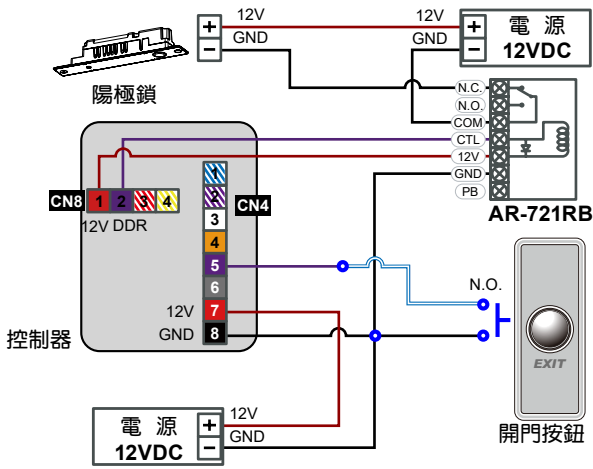 + 12V
− GND
陽極鎖
12V +
GND −
電 源
12VDC
N.C.
N.O.
COM
CTL
12V
GND
PB
AR-721RB
CN8 1 2 3 4
12V DDR
CN4
1
2
3
4
5
6
12V 7
GND 8
控制器
N.O.
EXIT
開門按鈕
電 源
12VDC
+ 12V
− GND